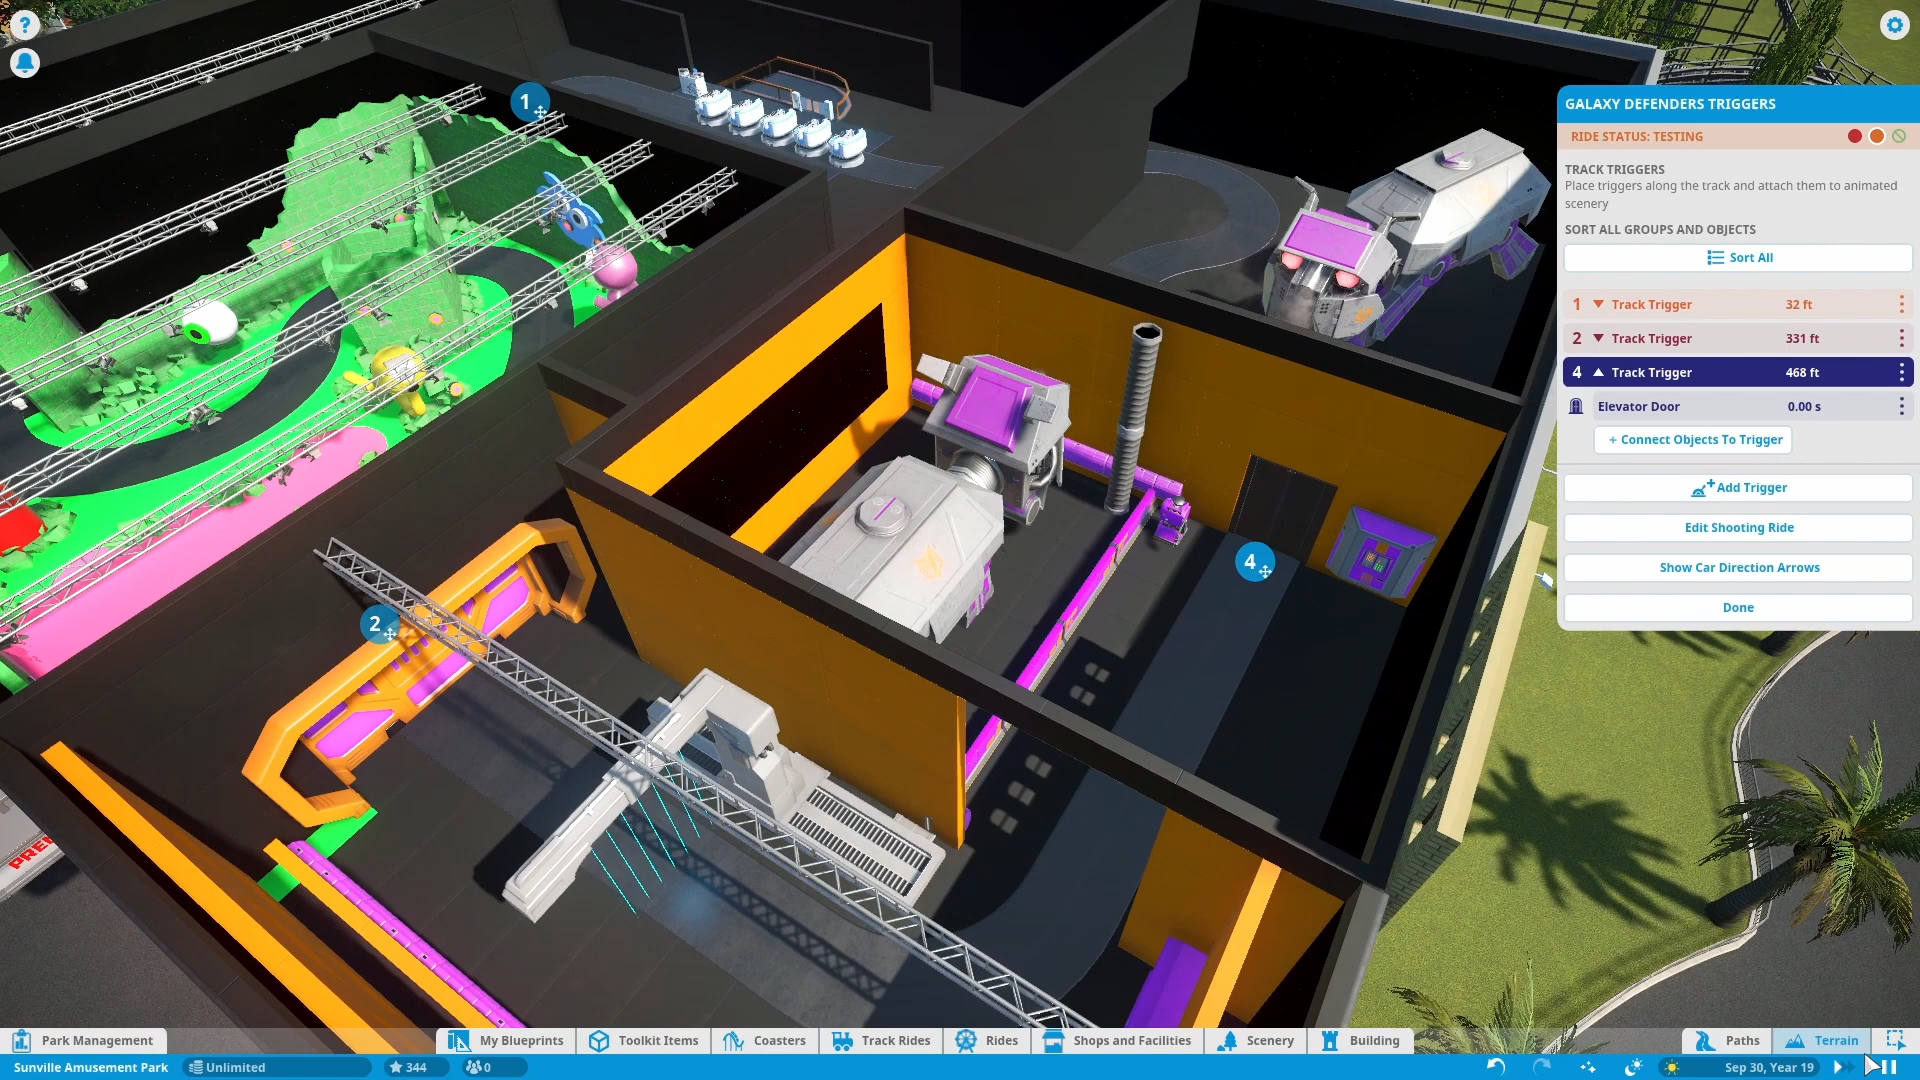 ?
1
GALAXY DEFENDERS TRIGGERS
RIDE STATUS: TESTING
TRACK TRIGGERS
Place triggers along the track and attach them to animated
scenery
SORT ALL GROUPS AND OBJECTS
Sort All
1 Track Trigger 32 ft
2 Track Trigger 331 ft
4 Track Trigger 468 ft
Elevator Door 0.00 s
+ Connect Objects To Trigger
Add Trigger
Edit Shooting Ride
Show Car Direction Arrows
Done
4
2
Park Management
My Blueprints
Toolkit Items
Coasters
Track Rides
Rides
Shops and Facilities
Scenery
Building
Paths
Terrain
Sunville Amusement Park
Unlimited
344
0
Sep 30, Year 19